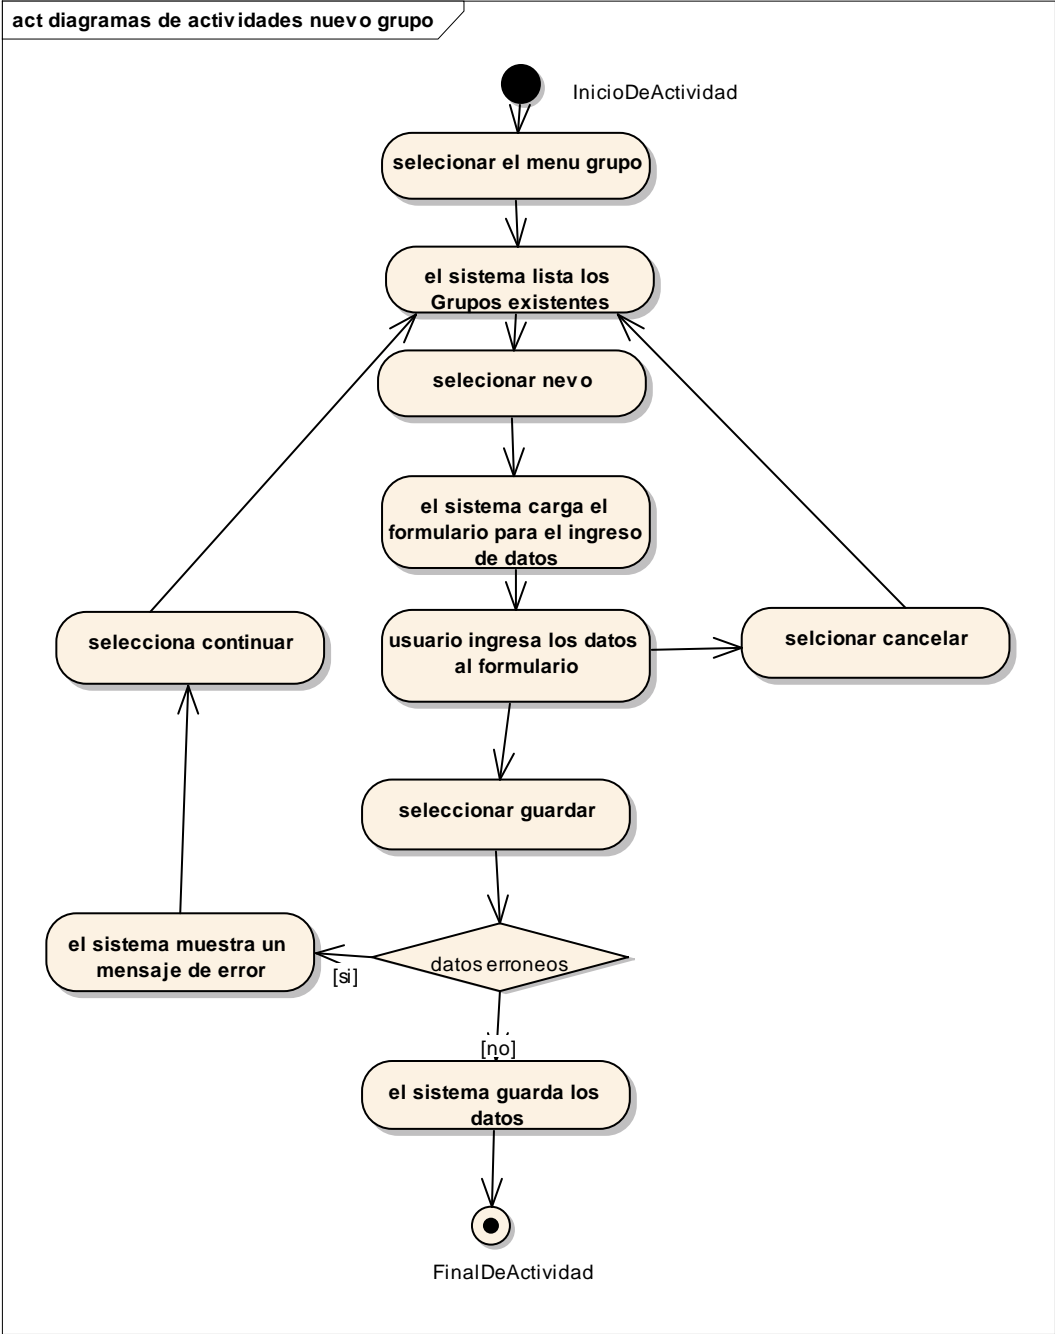 act diagramas de actividades nuevo grupo
InicioDeActividad
selecionar el menu grupo
el sistema lista los
Grupos existentes
selecionar nevo
el sistema carga el
formulario para el ingreso
de datos
selecciona continuar
usuario ingresa los datos
al formulario
selcionar cancelar
seleccionar guardar
el sistema muestra un
mensaje de error
[si]
datos erroneos
[no]
el sistema guarda los
datos
FinalDeActividad